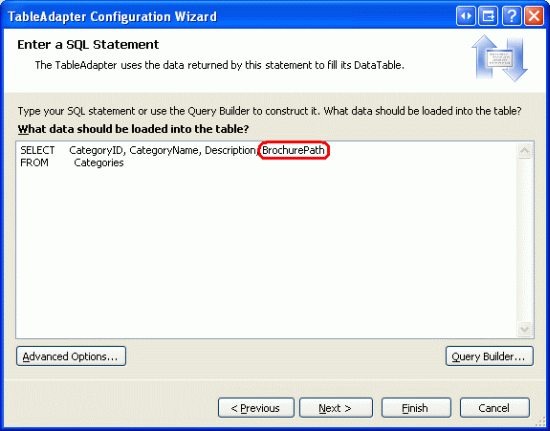 TableAdapter Configuration Wizard
Enter a SQL Statement
The TableAdapter uses the data returned by this statement to fill its DataTable.
Type your SQL statement or use the Query Builder to construct it. What data should be loaded into the table?
What data should be loaded into the table?
SELECT CategoryID, CategoryName, Description, BrochurePath
FROM Categories
Advanced Options... Query Builder...
< Previous Next > Finish Cancel